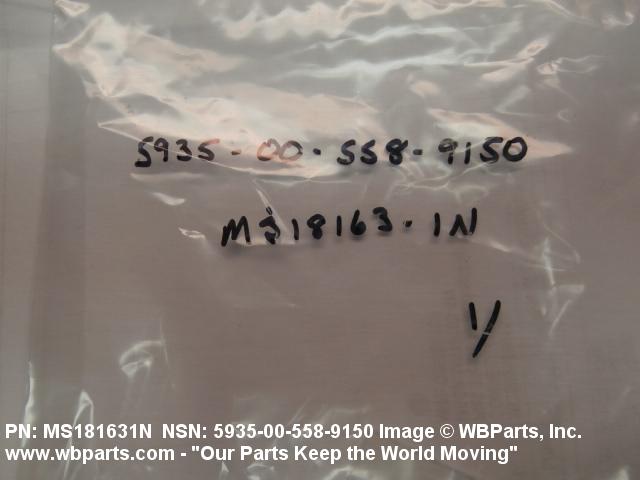 5935-00-558-9150
MS18163-1N
1/
PN: MS181631N NSN: 5935-00-558-9150 Image © WBParts, Inc.
www.wbparts.com - "Our Parts Keep the World Moving"